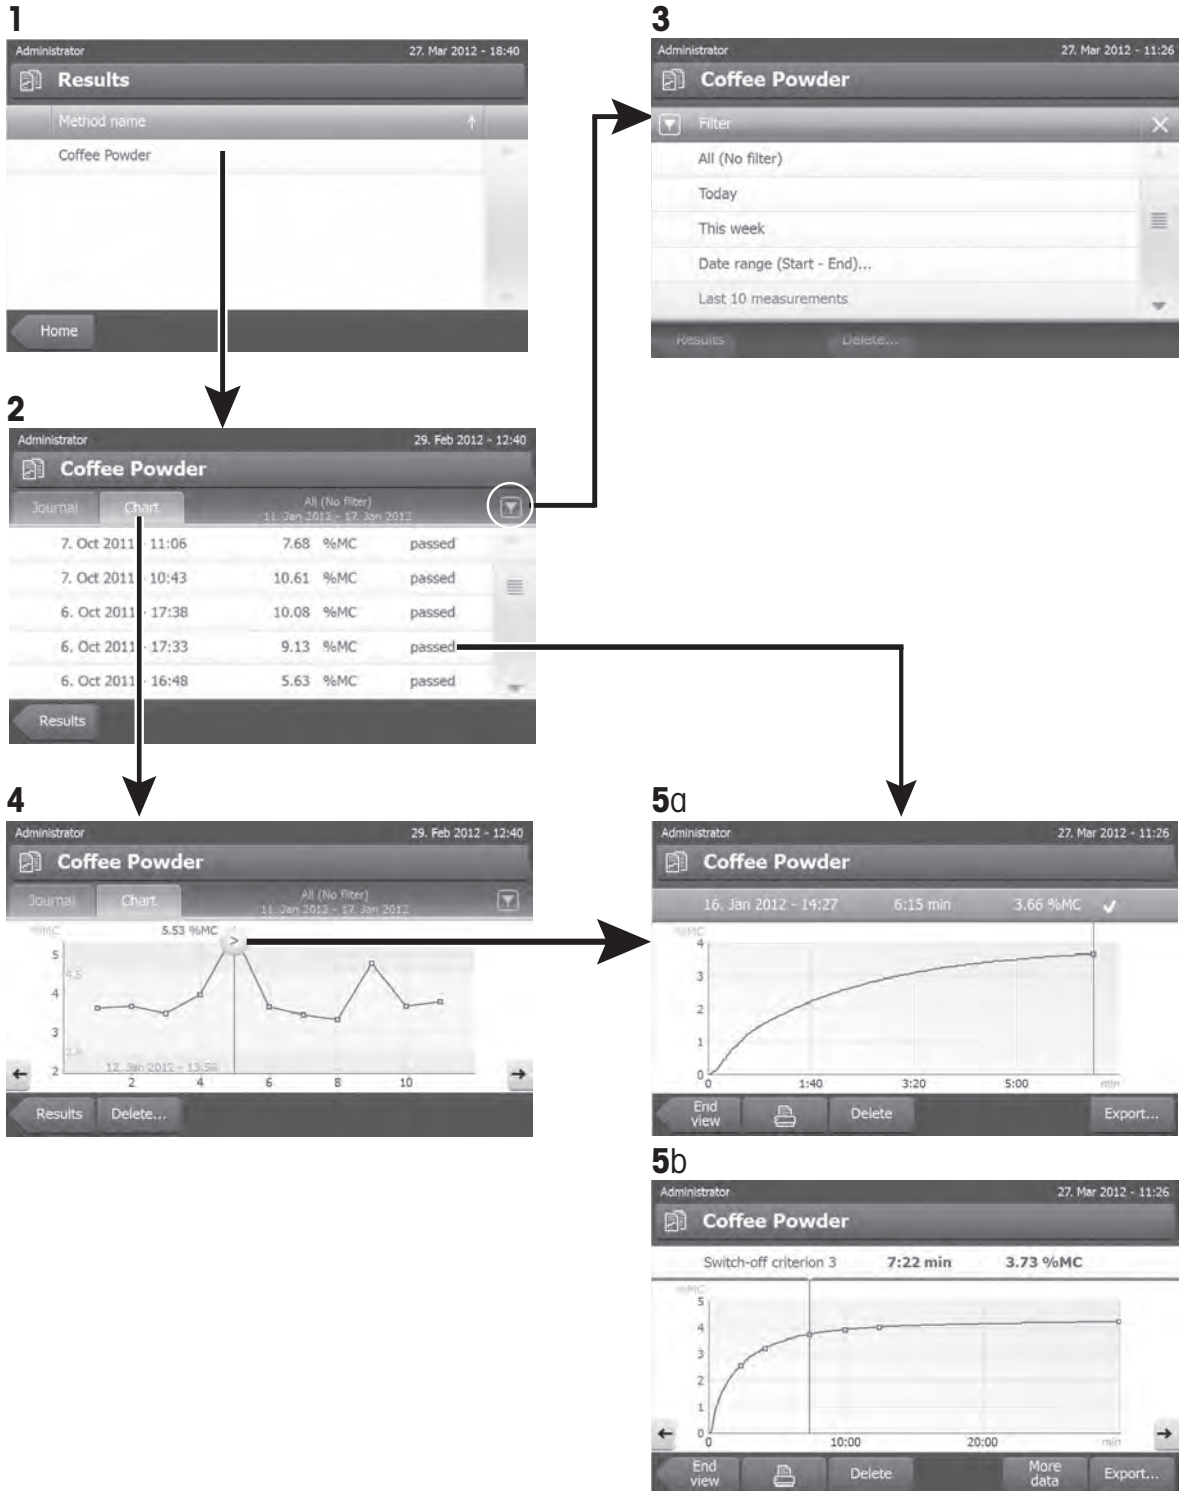 1
Administrator 27. Mar 2012 - 18:40
Results
Method name
Coffee Powder
Home
3
Administrator 27. Mar 2012 - 11:26
Coffee Powder
Filter
All (No filter)
Today
This week
Date range (Start - End)...
Last 10 measurements
Results Delete...
2
Administrator 29. Feb 2012 - 12:40
Coffee Powder
Journal Chart All (No filter)
11. Jan 2012 - 17. Jan 2012
7. Oct 2011 - 11:06 7.68 %MC passed
7. Oct 2011 - 10:43 10.61 %MC passed
6. Oct 2011 - 17:38 10.08 %MC passed
6. Oct 2011 - 17:33 9.13 %MC passed
6. Oct 2011 - 16:48 5.63 %MC passed
Results
4
Administrator 29. Feb 2012 - 12:40
Coffee Powder
Journal Chart All (No filter)
11. Jan 2012 - 17. Jan 2012
%MC 5.53 %MC >
5
4.5
4
3
2
12. Jan 2012 - 13:59
2 4 6 8 10
Results Delete...
5a
Administrator 27. Mar 2012 - 11:26
Coffee Powder
16. Jan 2012 - 14:27 6:15 min 3.66 %MC
%MC
4
3
2
1
0
0 1:40 3:20 5:00 min
End view Delete Export...
5b
Administrator 27. Mar 2012 - 11:26
Coffee Powder
Switch-off criterion 3 7:22 min 3.73 %MC
%MC
5
4
3
2
1
0
0 10:00 20:00 min
End view Delete More data Export...